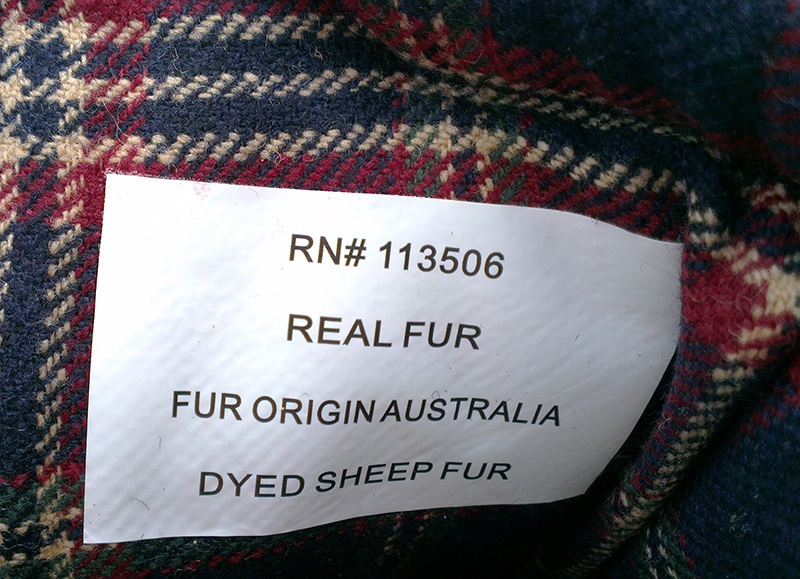 RN# 113506
REAL FUR
FUR ORIGIN AUSTRALIA
DYED SHEEP FUR